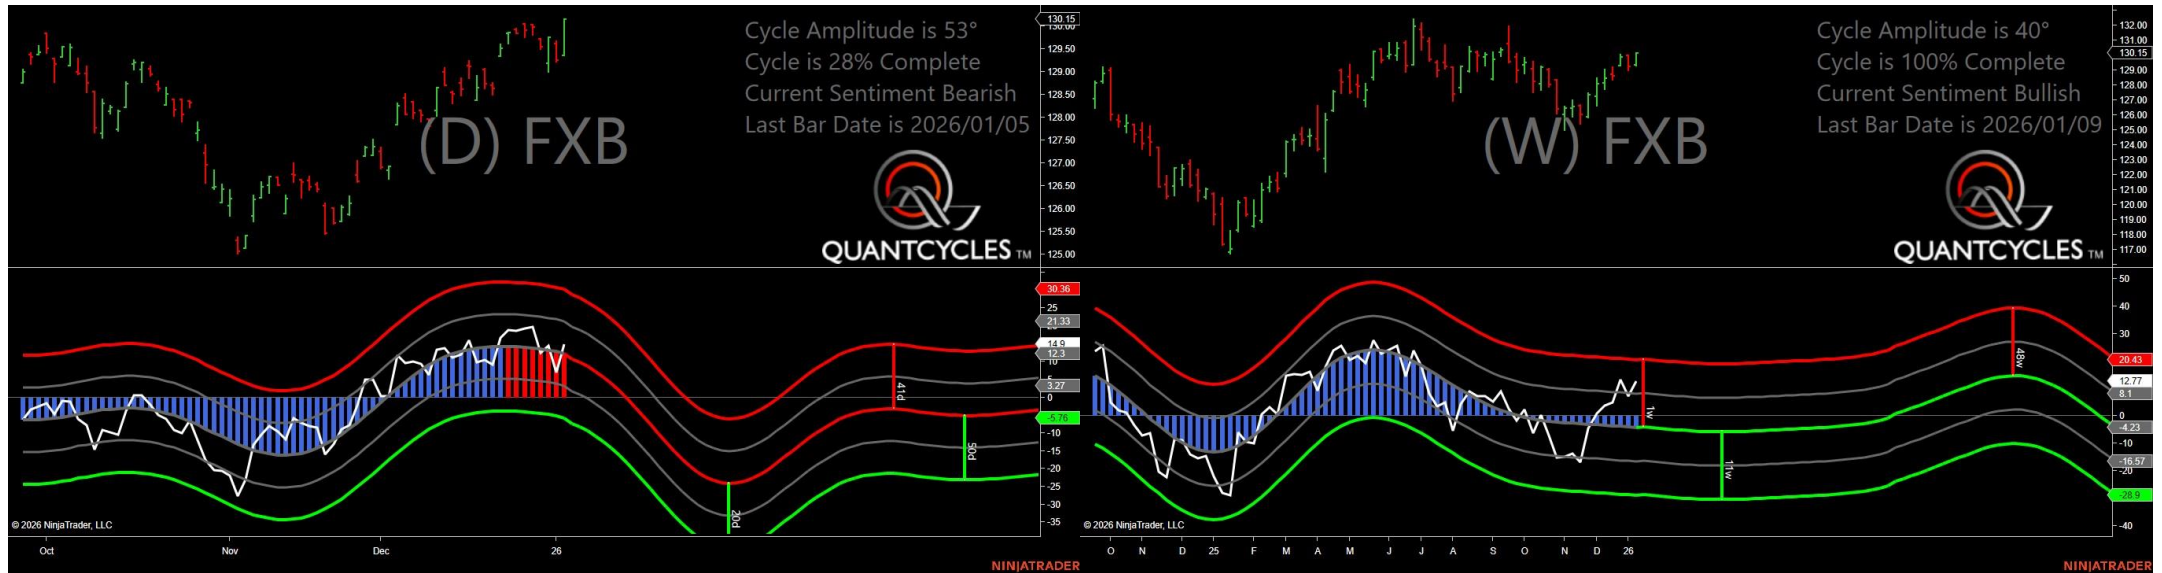 Cycle Amplitude is 53°
Cycle is 28% Complete
Current Sentiment Bearish
Last Bar Date is 2026/01/05
(D) FXB
QUANTCYCLES TM
130.15
130.00
129.50
129.00
128.50
128.00
127.50
127.00
126.50
126.00
125.50
125.00
30.36
25
21.33
14.9
12.3
10
5
3.27
0
-5.76
-10
-15
-20
-25
-30
-35
41d
50d
20d
© 2026 NinjaTrader, LLC
Oct Nov Dec 26
NINJATRADER
Cycle Amplitude is 40°
Cycle is 100% Complete
Current Sentiment Bullish
Last Bar Date is 2026/01/09
(W) FXB
QUANTCYCLES TM
132.00
131.00
130.15
129.00
128.00
127.00
126.00
125.00
124.00
123.00
122.00
121.00
120.00
119.00
118.00
117.00
50
40
30
20.43
12.77
8.1
0
-4.23
-10
-16.57
-20
-28.9
-40
1w
11w
48w
© 2026 NinjaTrader, LLC
O N D 25 F M A M J J A S O N D 26
NINJATRADER